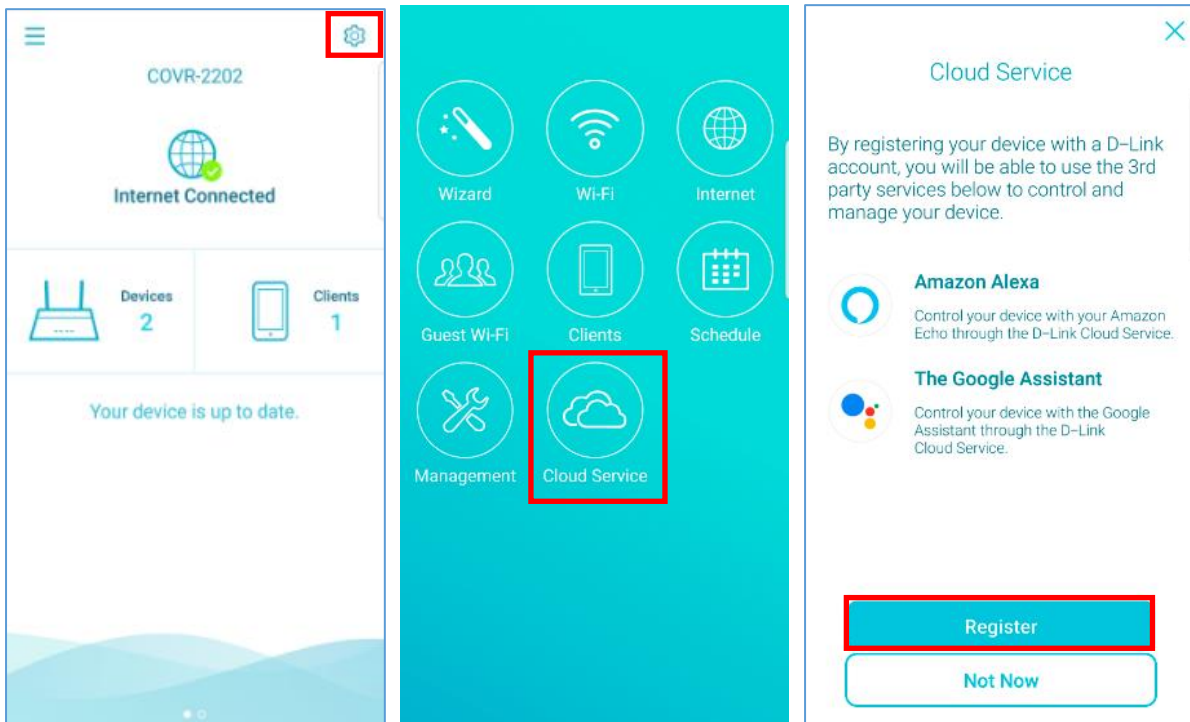 COVR-2202
Internet Connected
Devices
2
Clients
1
Your device is up to date.
Wizard
Wi-Fi
Internet
Guest Wi-Fi
Clients
Schedule
Management
Cloud Service
Cloud Service
By registering your device with a D-Link
account, you will be able to use the 3rd
party services below to control and
manage your device.
Amazon Alexa
Control your device with your Amazon
Echo through the D-Link Cloud Service.
The Google Assistant
Control your device with the Google
Assistant through the D-Link
Cloud Service.
Register
Not Now